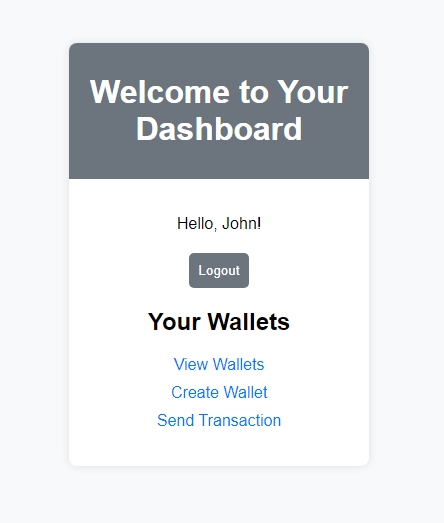 Welcome to Your
Dashboard
Hello, John!
Logout
Your Wallets
View Wallets
Create Wallet
Send Transaction